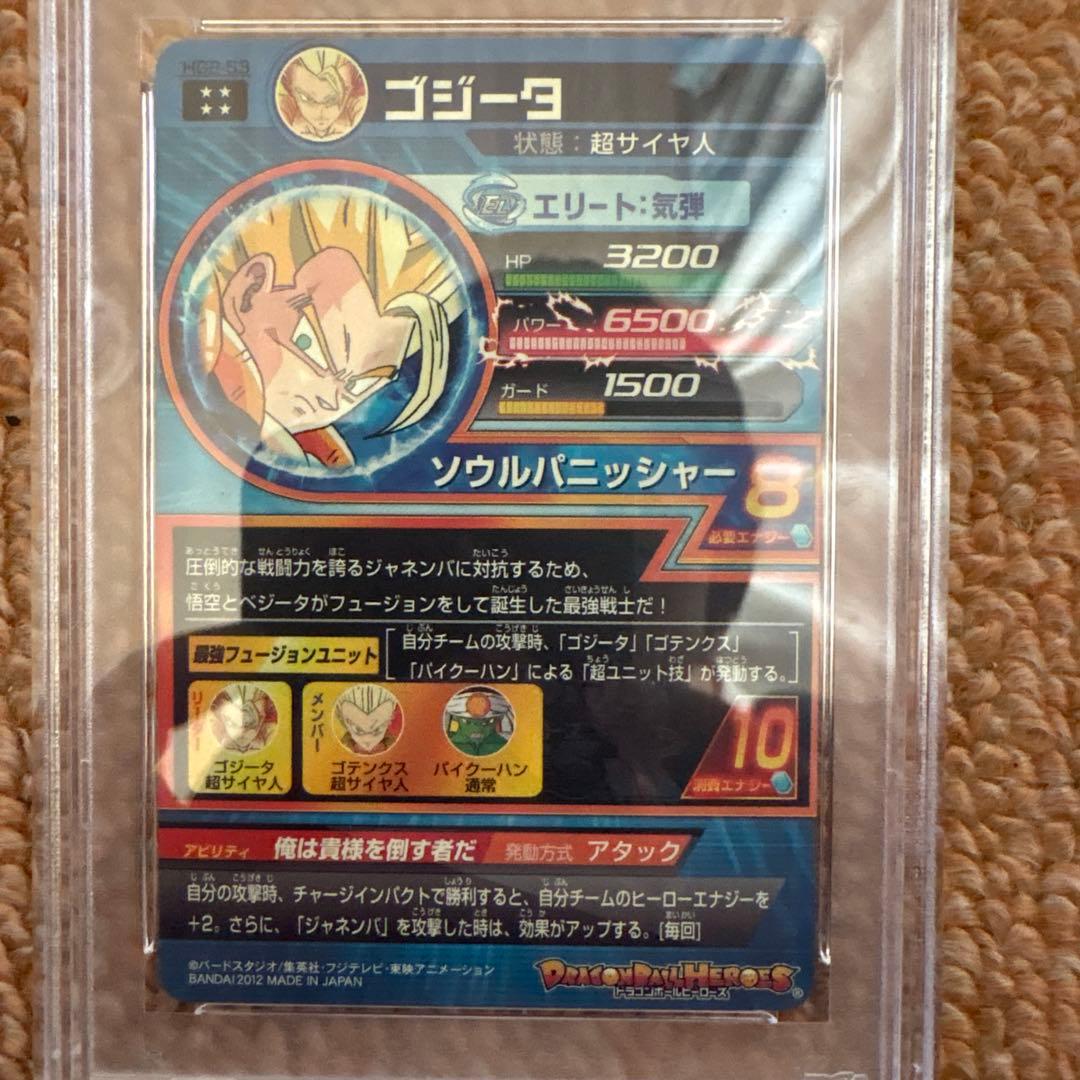 HG2-53
ゴジータ
状態：超サイヤ人
ELT エリート：気弾
HP 3200
パワー 6500
ガード 1500
ソウルパニッシャー 8
必要エナジー
圧倒的な戦闘力を誇るジャネンバに対抗するため、
悟空とベジータがフュージョンをして誕生した最強戦士だ！
最強フュージョンユニット
自分チームの攻撃時、「ゴジータ」「ゴテンクス」
「パイクーハン」による「超ユニット技」が発動する。
リーダー
ゴジータ
超サイヤ人
メンバー
ゴテンクス
超サイヤ人
パイクーハン
通常
10
消費エナジー
アビリティ 俺は貴様を倒す者だ 発動方式 アタック
自分の攻撃時、チャージインパクトで勝利すると、自分チームのヒーローエナジーを
+2。さらに、「ジャネンバ」を攻撃した時は、効果がアップする。[毎回]
©バードスタジオ/集英社・フジテレビ・東映アニメーション
BANDAI 2012 MADE IN JAPAN
DRAGONBALL HEROES
ドラゴンボールヒーローズ ®